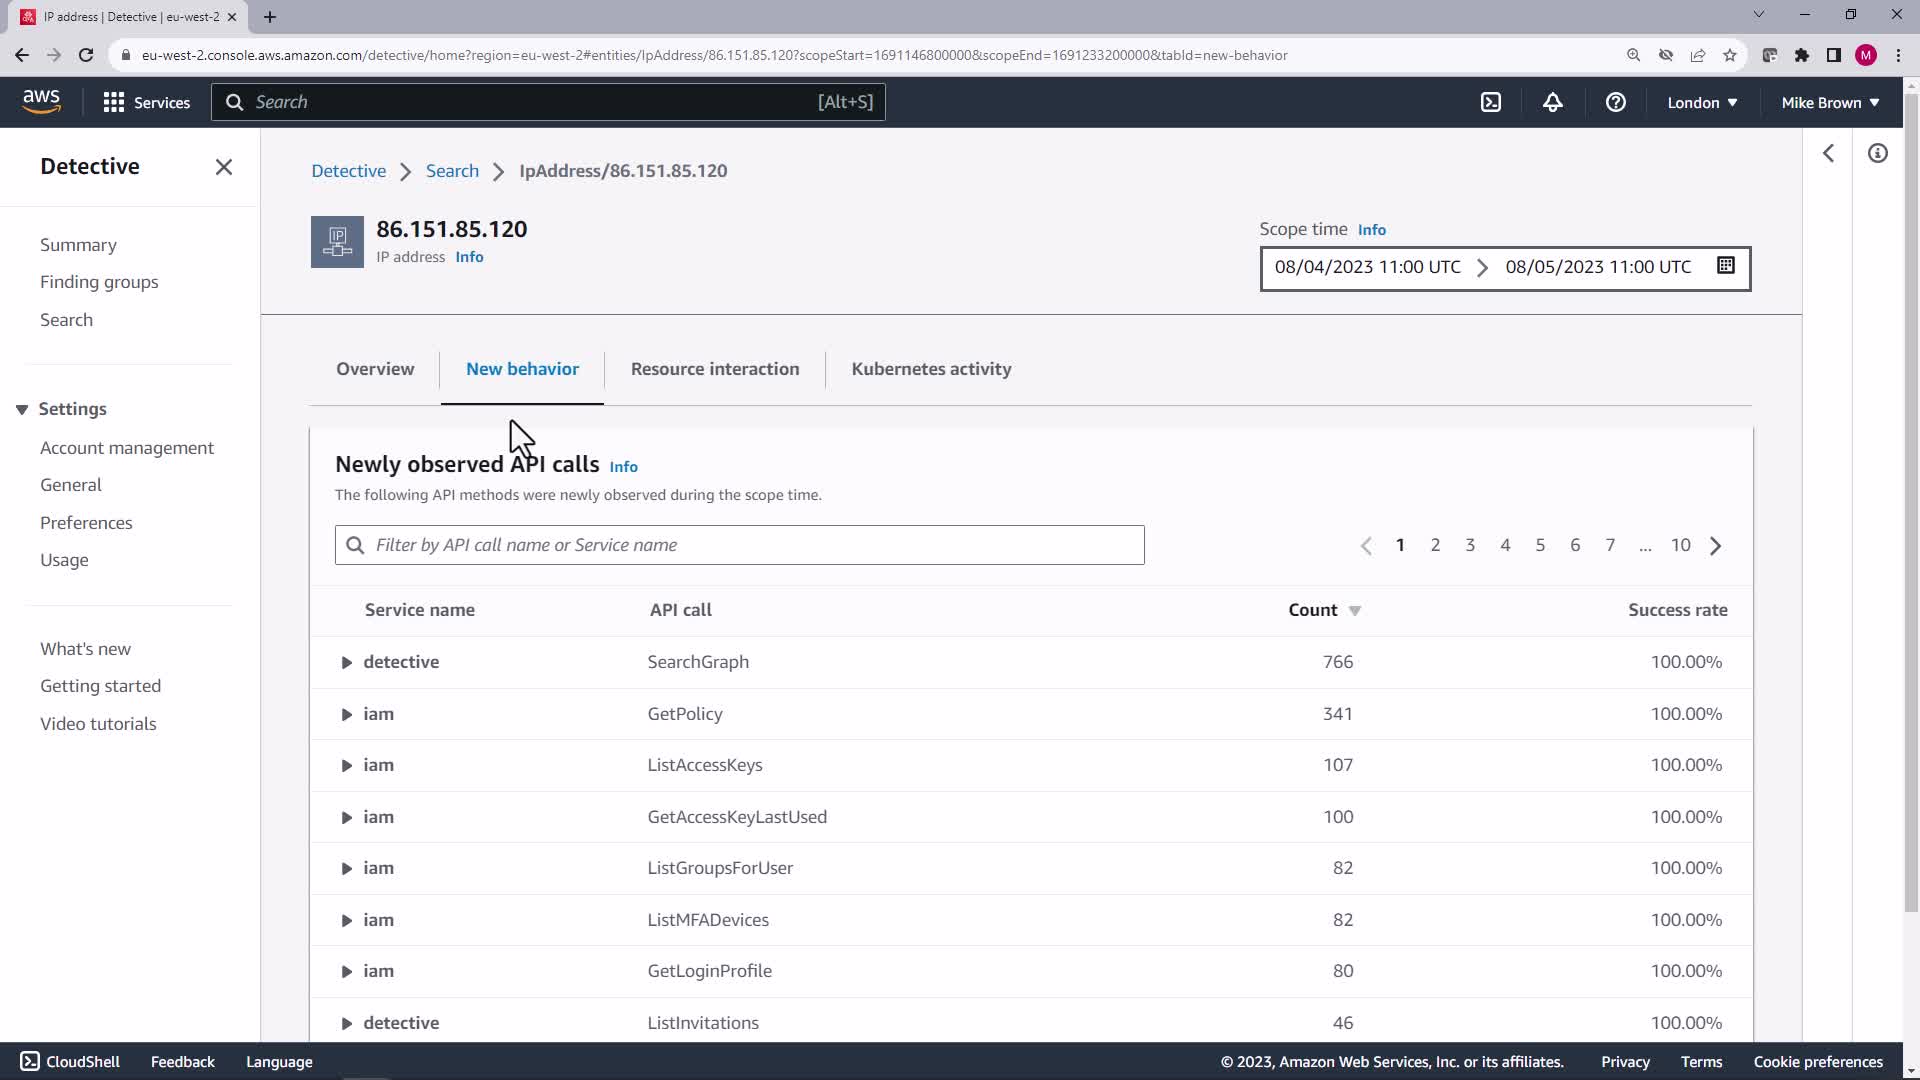 IP address | Detective | eu-west-2
eu-west-2.console.aws.amazon.com/detective/home?region=eu-west-2#entities/IpAddress/86.151.85.120?scopeStart=1691146800000&scopeEnd=1691233200000&tabId=new-behavior
M
aws
Services
Search
[Alt+S]
London
Mike Brown
Detective
Summary
Finding groups
Search
Settings
Account management
General
Preferences
Usage
What's new
Getting started
Video tutorials
Detective
Search
IpAddress/86.151.85.120
IP
86.151.85.120
IP address Info
Scope time Info
08/04/2023 11:00 UTC
08/05/2023 11:00 UTC
Overview
New behavior
Resource interaction
Kubernetes activity
Newly observed API calls Info
The following API methods were newly observed during the scope time.
Filter by API call name or Service name
1 2 3 4 5 6 7 ... 10
Service name API call Count Success rate
detective SearchGraph 766 100.00%
iam GetPolicy 341 100.00%
iam ListAccessKeys 107 100.00%
iam GetAccessKeyLastUsed 100 100.00%
iam ListGroupsForUser 82 100.00%
iam ListMFADevices 82 100.00%
iam GetLoginProfile 80 100.00%
detective ListInvitations 46 100.00%
CloudShell Feedback Language
© 2023, Amazon Web Services, Inc. or its affiliates. Privacy Terms Cookie preferences